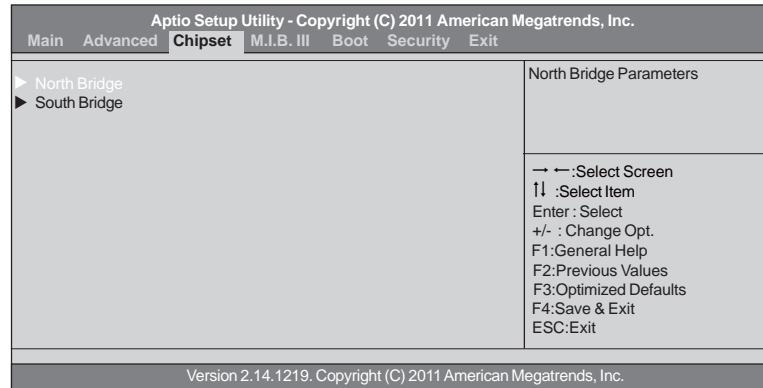 Aptio Setup Utility - Copyright (C) 2011 American Megatrends, Inc.
Main Advanced Chipset M.I.B. III Boot Security Exit
▶ North Bridge
▶ South Bridge
North Bridge Parameters
→ ←:Select Screen
↑↓ :Select Item
Enter : Select
+/- : Change Opt.
F1:General Help
F2:Previous Values
F3:Optimized Defaults
F4:Save & Exit
ESC:Exit
Version 2.14.1219. Copyright (C) 2011 American Megatrends, Inc.